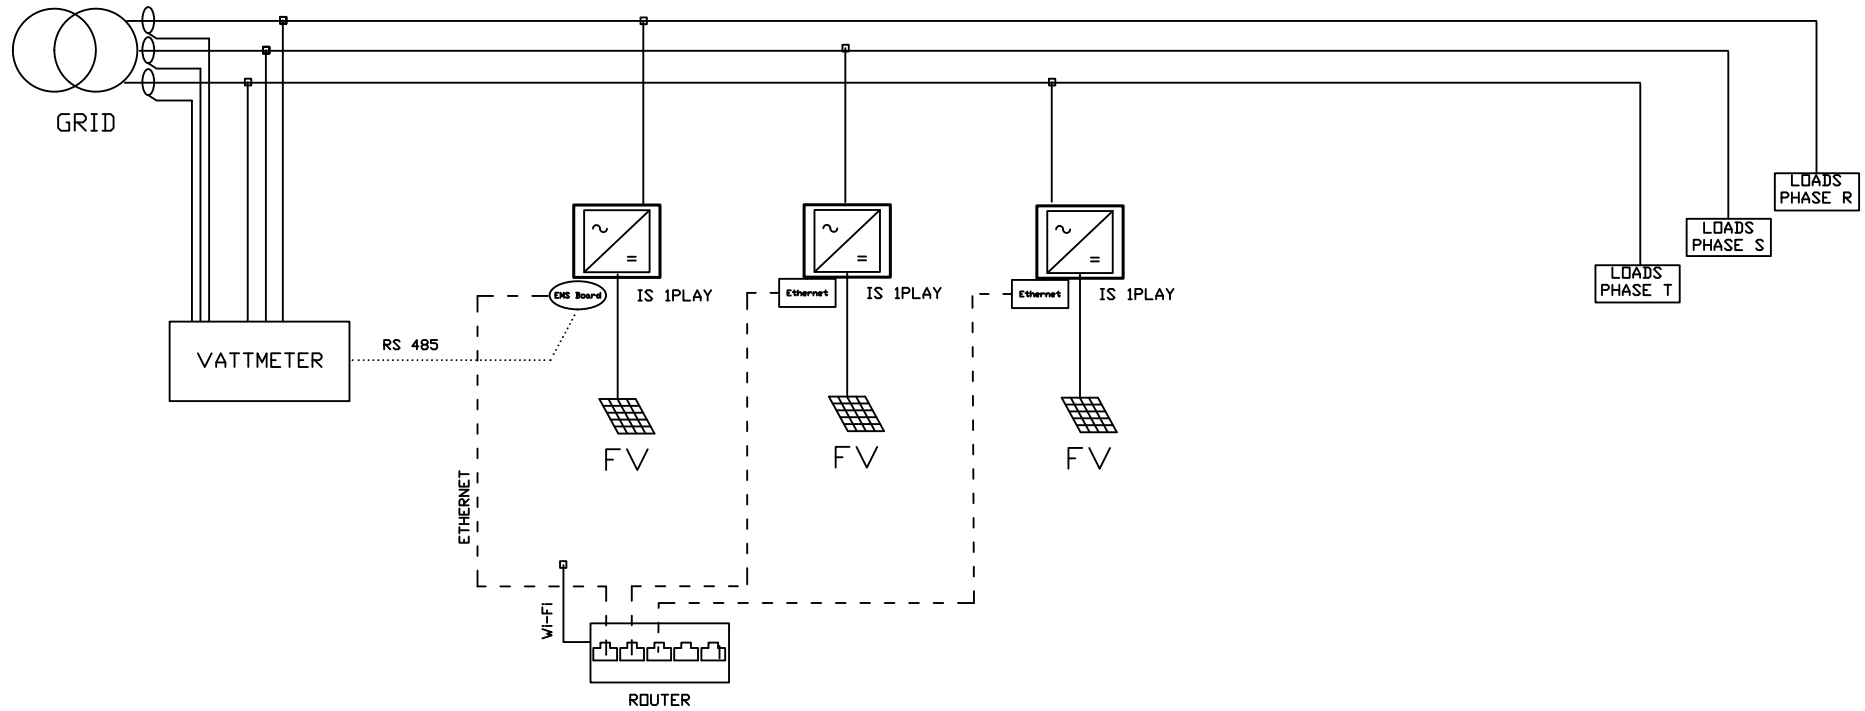 GRID
LOADS
PHASE R
LOADS
PHASE S
LOADS
PHASE T
EMS Board
IS 1PLAY
Ethernet
IS 1PLAY
Ethernet
IS 1PLAY
VATTMETER
RS 485
FV
FV
FV
ETHERNET
Wi-Fi
ROUTER